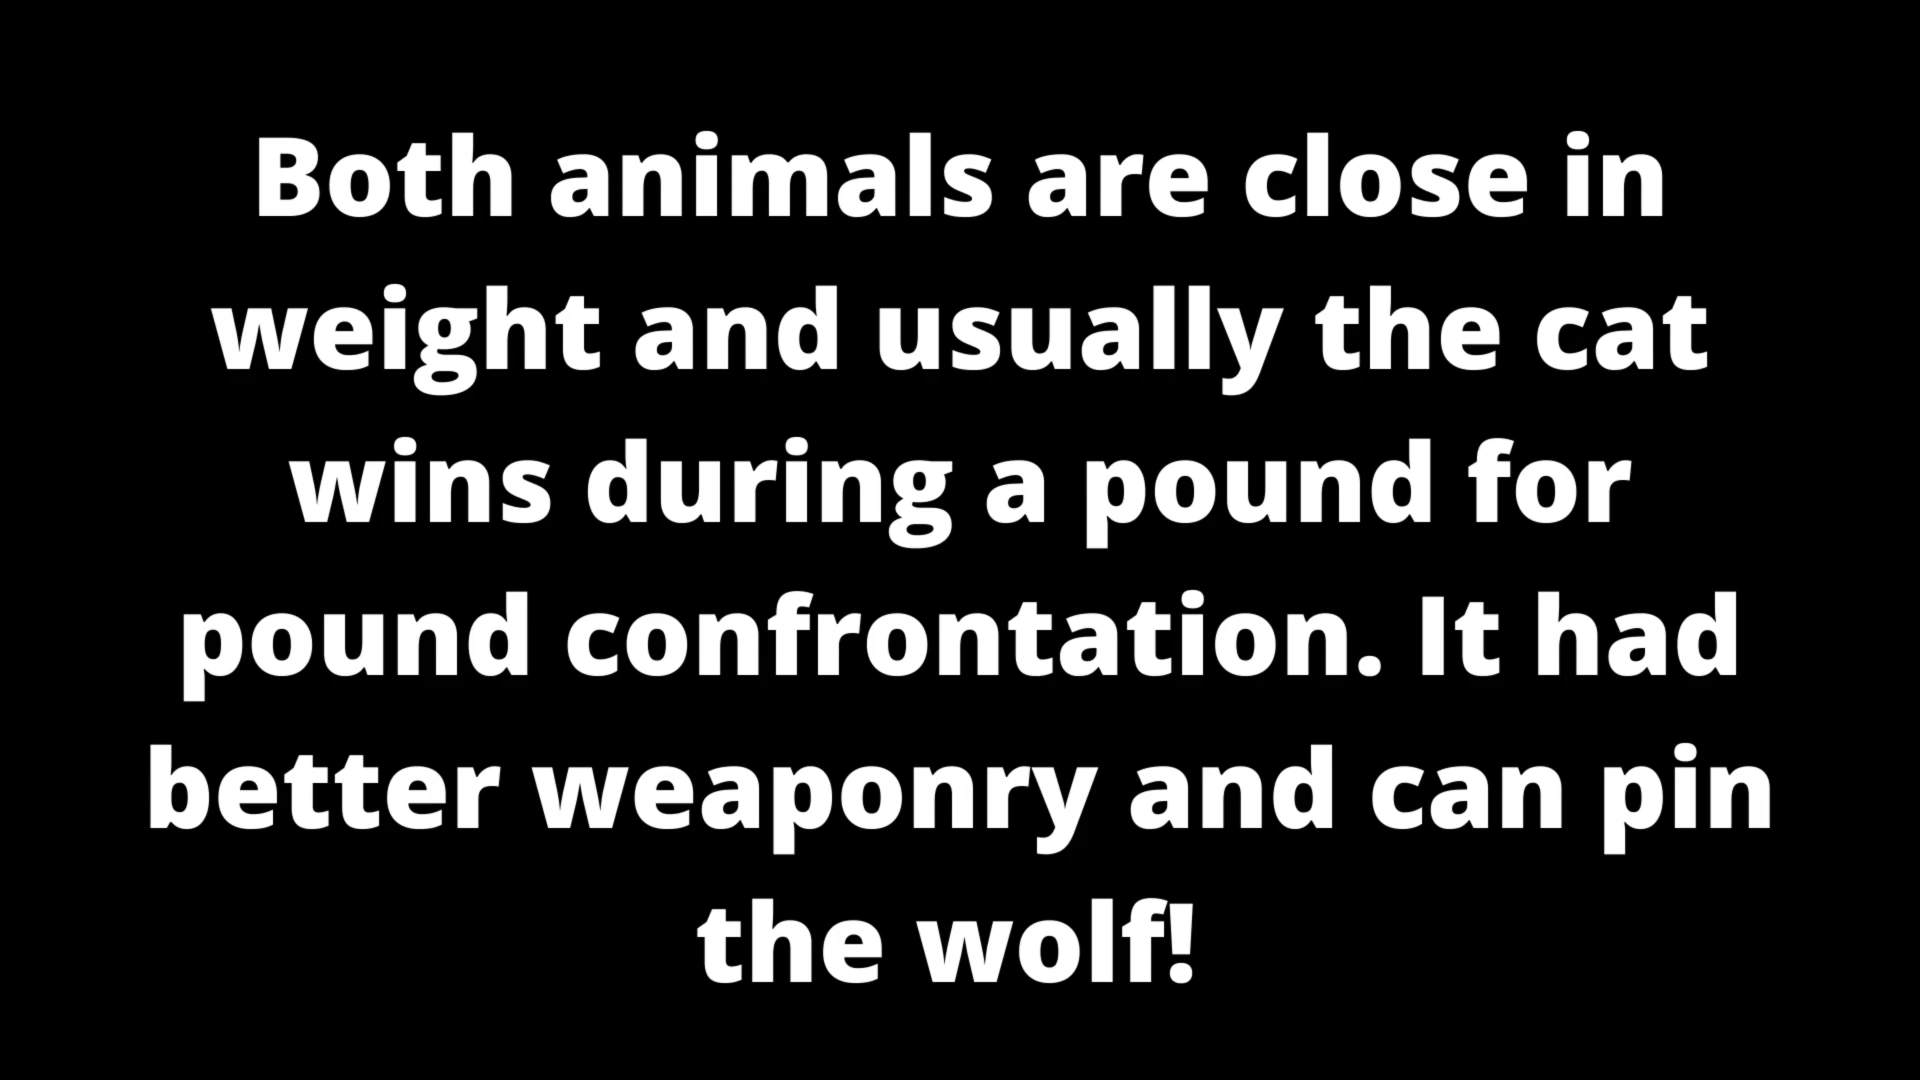 Both animals are close in
weight and usually the cat
wins during a pound for
pound confrontation. It had
better weaponry and can pin
the wolf!